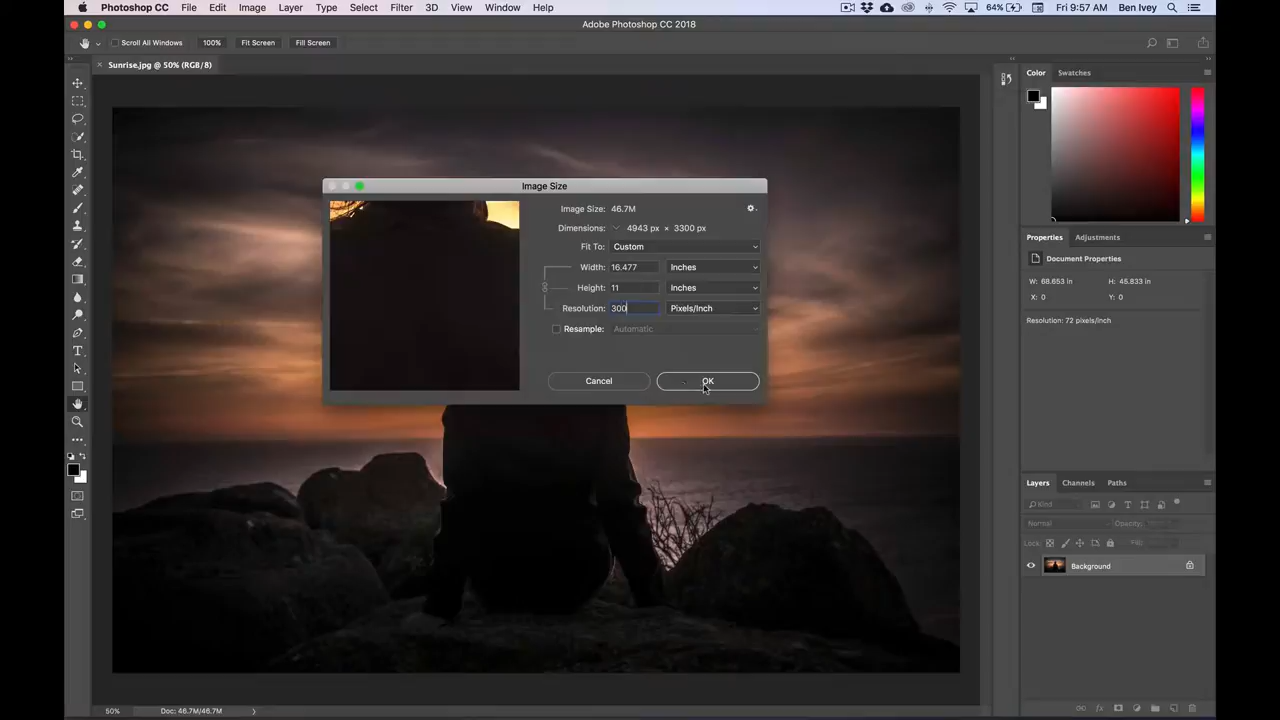 Photoshop CC File Edit Image Layer Type Select Filter 3D View Window Help 64% Fri 9:57 AM Ben Ivey
Adobe Photoshop CC 2018
Scroll All Windows 100% Fit Screen Fill Screen
× Sunrise.jpg @ 50% (RGB/8)
Color Swatches
Image Size
Image Size: 46.7M
Dimensions: 4943 px × 3300 px
Fit To: Custom
Width: 16.477 Inches
Height: 11 Inches
Resolution: 300 Pixels/Inch
Resample: Automatic
Cancel OK
Properties Adjustments
Document Properties
W: 68.653 in H: 45.833 in
X: 0 Y: 0
Resolution: 72 pixels/inch
Layers Channels Paths
Kind
Normal Opacity:
Lock: Fill:
Background
50% Doc: 46.7M/46.7M